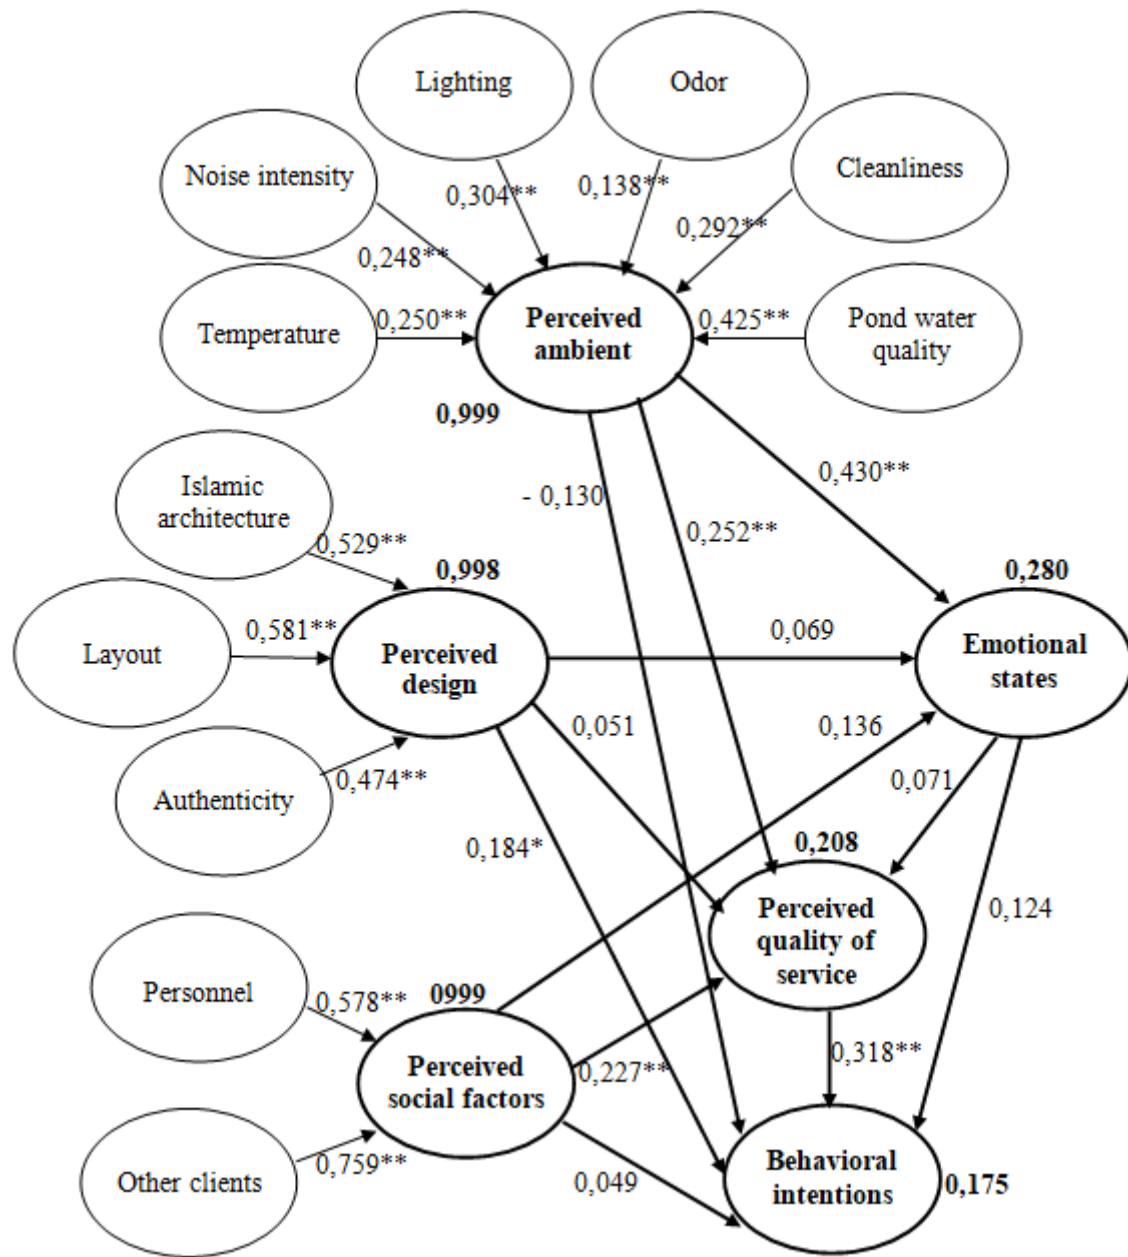 Lighting
Odor
Noise intensity
Cleanliness
0,304**
0,138**
0,292**
0,248**
Temperature
0,250**
Perceived
ambient
0,425**
Pond water
quality
0,999
Islamic
architecture
- 0,130
0,430**
0,529**
0,252**
0,998
0,280
Layout
0,581**
Perceived
design
0,069
Emotional
states
0,051
0,136
Authenticity
0,474**
0,071
0,184*
0,208
Perceived
quality of
service
0,124
Personnel
0,578**
0999
Perceived
social factors
0,227**
0,318**
Other clients
0,759**
0,049
Behavioral
intentions
0,175